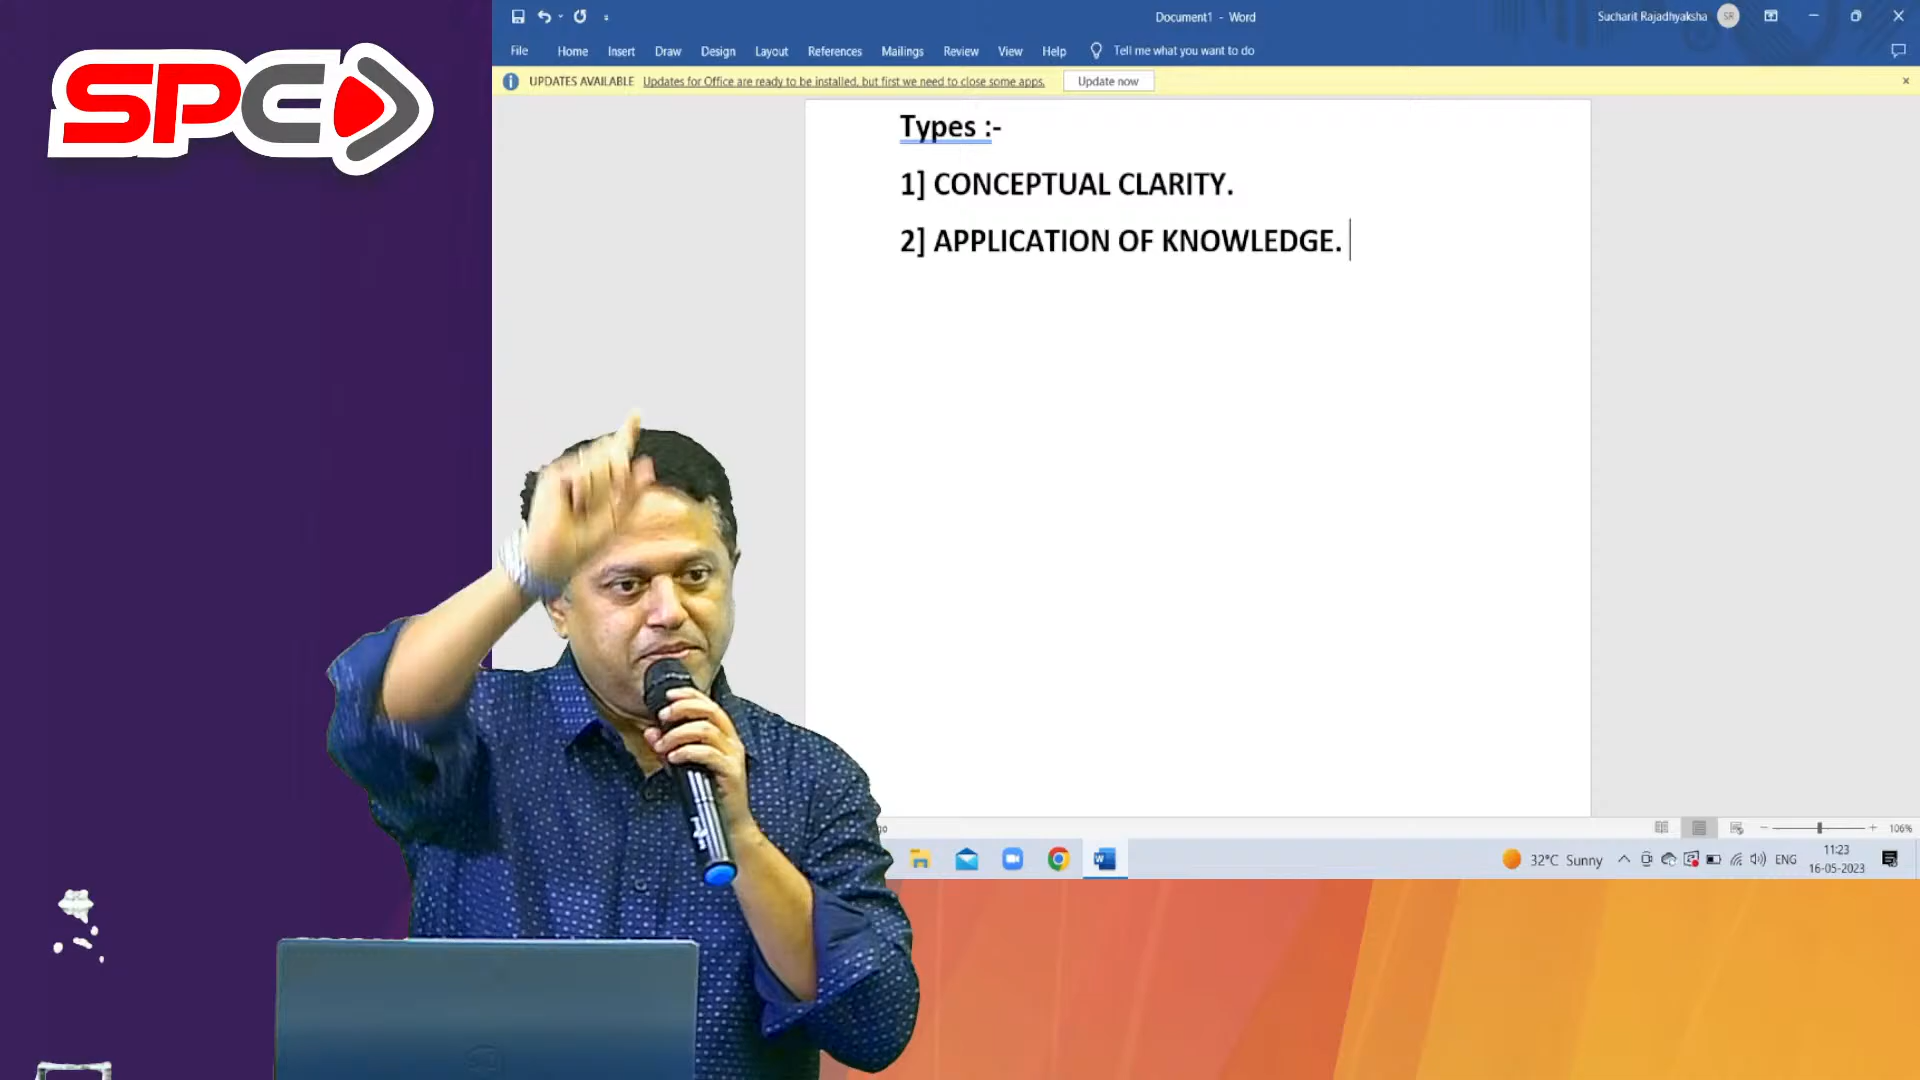 SPE
Document1 - Word
Sucharit Rajadhyaksha
SR
File Home Insert Draw Design Layout References Mailings Review View Help Tell me what you want to do
UPDATES AVAILABLE Updates for Office are ready to be installed, but first we need to close some apps. Update now
Types :-
1] CONCEPTUAL CLARITY.
2] APPLICATION OF KNOWLEDGE.
106%
32°C Sunny
ENG
11:23
16-05-2023